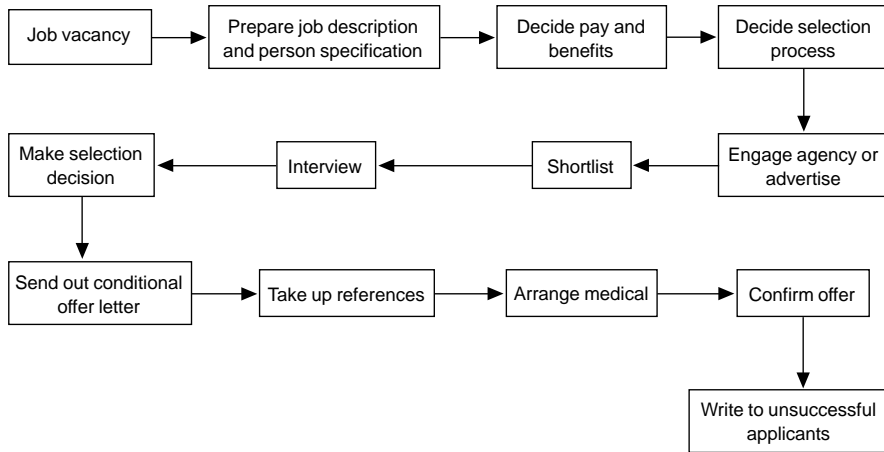 Job vacancy
Prepare job description
and person specification
Decide pay and
benefits
Decide selection
process
Engage agency or
advertise
Shortlist
Interview
Make selection
decision
Send out conditional
offer letter
Take up references
Arrange medical
Confirm offer
Write to unsuccessful
applicants